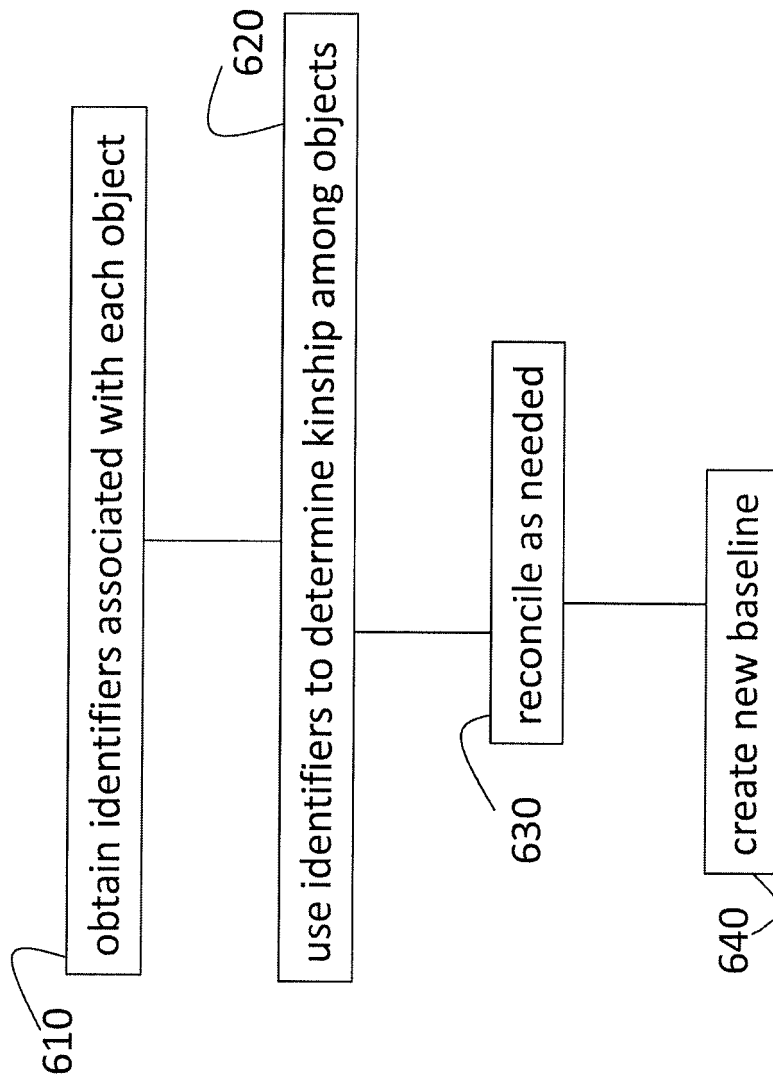 610
obtain identifiers associated with each object
620
use identifiers to determine kinship among objects
630
reconcile as needed
640
create new baseline